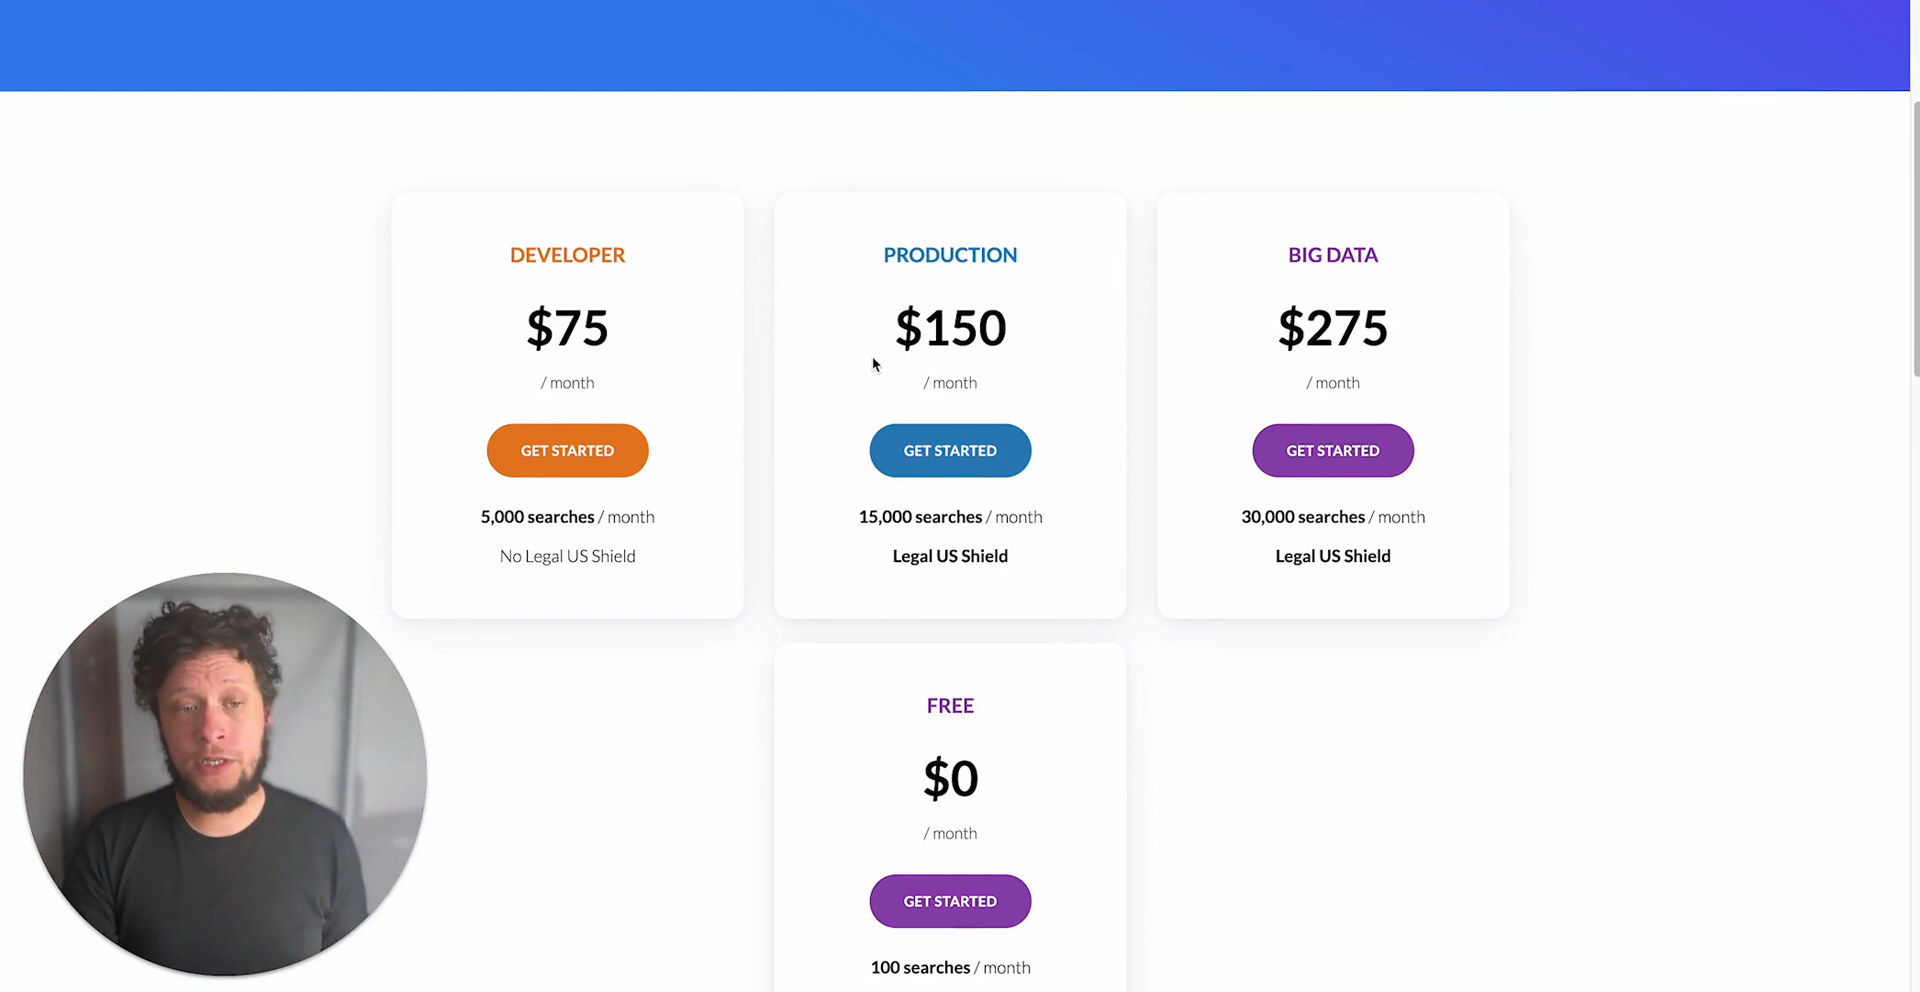 DEVELOPER
$75
/ month
GET STARTED
5,000 searches / month
No Legal US Shield
PRODUCTION
$150
/ month
GET STARTED
15,000 searches / month
Legal US Shield
BIG DATA
$275
/ month
GET STARTED
30,000 searches / month
Legal US Shield
FREE
$0
/ month
GET STARTED
100 searches / month